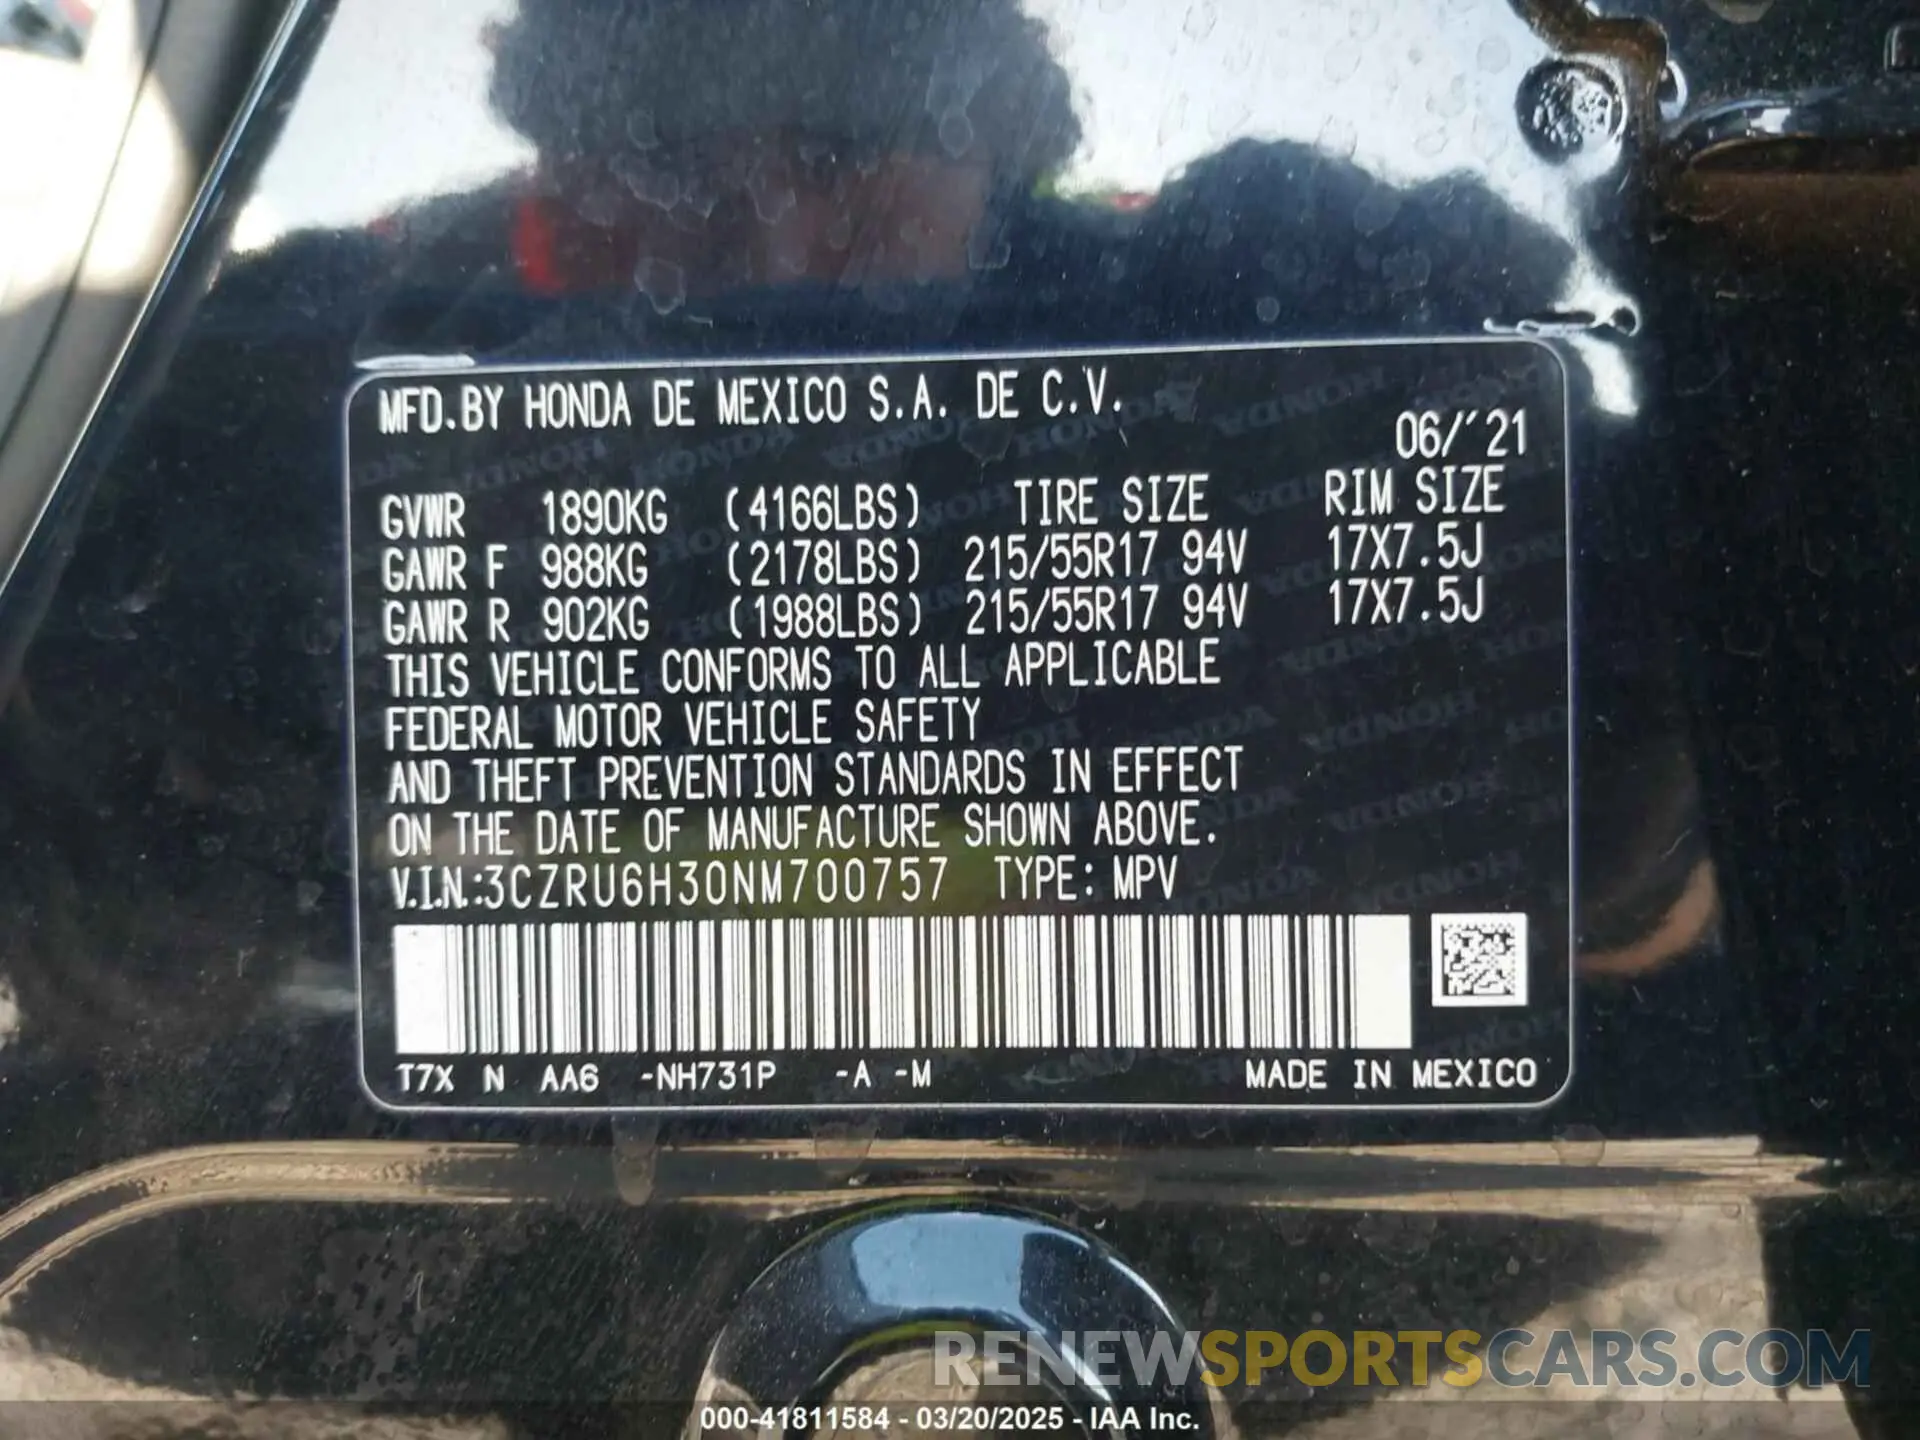 MFD.BY HONDA DE MEXICO S.A. DE C.V.
06/'21
GVWR 1890KG (4166LBS) TIRE SIZE RIM SIZE
GAWR F 988KG (2178LBS) 215/55R17 94V 17X7.5J
GAWR R 902KG (1988LBS) 215/55R17 94V 17X7.5J
THIS VEHICLE CONFORMS TO ALL APPLICABLE
FEDERAL MOTOR VEHICLE SAFETY
AND THEFT PREVENTION STANDARDS IN EFFECT
ON THE DATE OF MANUFACTURE SHOWN ABOVE.
V.I.N.:3CZRU6H30NM700757 TYPE: MPV
T7X N AA6 -NH731P -A -M MADE IN MEXICO
RENEWSPORTSCARS.COM
000-41811584 - 03/20/2025 - IAA Inc.